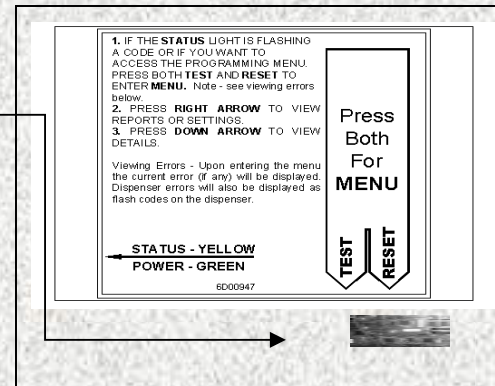 1. IF THE STATUS LIGHT IS FLASHING
A CODE OR IF YOU WANT TO
ACCESS THE PROGRAMMING MENU.
PRESS BOTH TEST AND RESET TO
ENTER MENU. Note - see viewing errors
below.
2. PRESS RIGHT ARROW TO VIEW
REPORTS OR SETTINGS.
3. PRESS DOWN ARROW TO VIEW
DETAILS.
Viewing Errors - Upon entering the menu
the current error (if any) will be displayed.
Dispenser errors will also be displayed as
flash codes on the dispenser.
STATUS - YELLOW
POWER - GREEN
6D00947
Press
Both
For
MENU
TEST
RESET